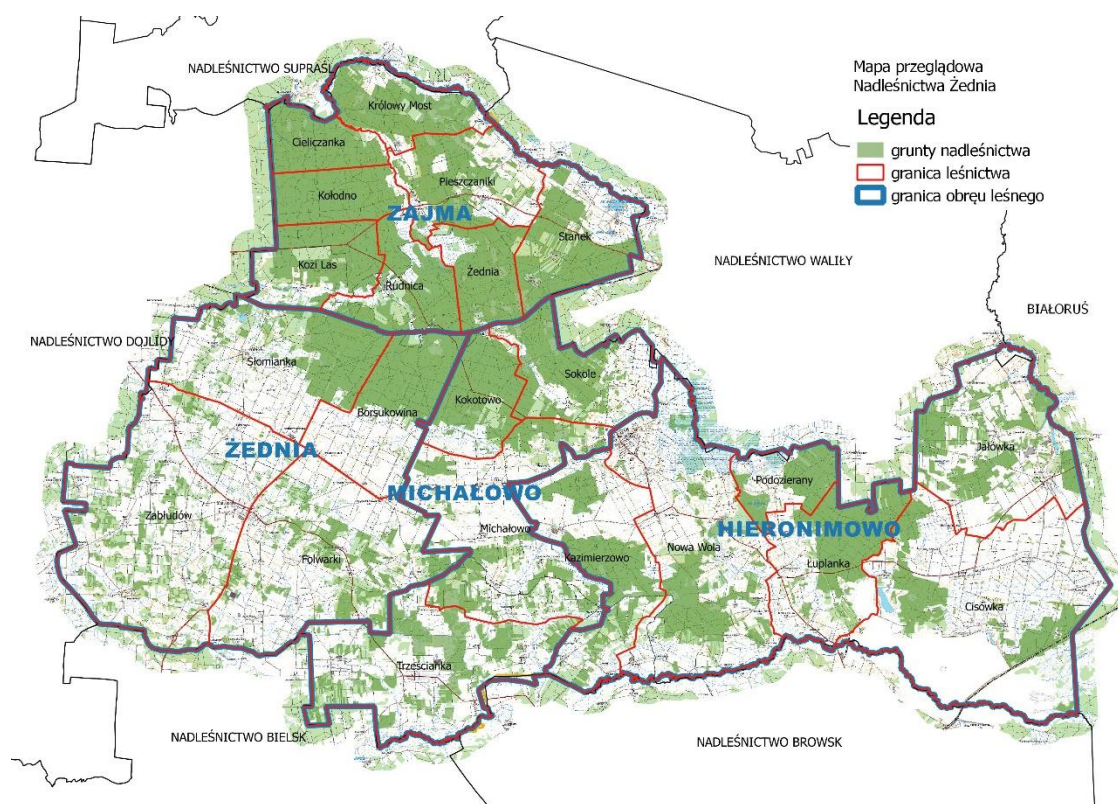 NADLEŚNICTWO SUPRAŚL
Mapa przeglądowa
Nadleśnictwa Żednia
Legenda
grunty nadleśnictwa
granica leśnictwa
granica obręu leśnego
Królowy Most
Cieliczanka
Pieszczaniki
Kołodno
ZAJMA
Stanek
Kozi Las
Żednia
Rudnica
NADLEŚNICTWO WALIŁY
BIAŁORUŚ
NADLEŚNICTWO DOJLIDY
Słomianka
Sokole
Kokotowo
Borsukowina
ŻEDNIA
Jałówka
Podozierany
MICHAŁOWO
Zabłudów
Michałowo
HIERONIMOWO
Nowa Wola
Kazimierzowo
Folwarki
Łuplanka
Cisówka
Trześcianka
NADLEŚNICTWO BIELSK
NADLEŚNICTWO BROWSK